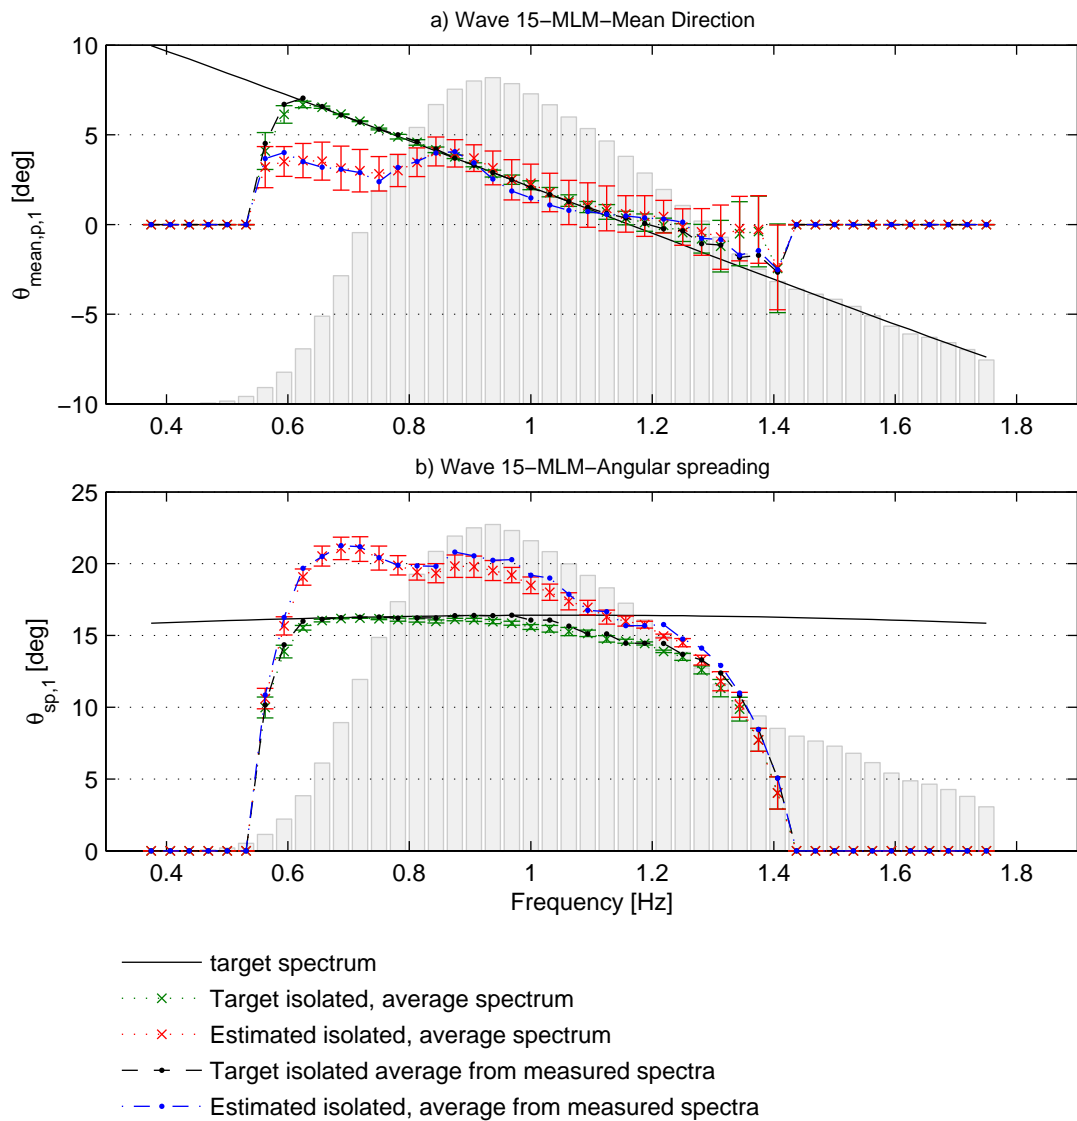 a) Wave 15−MLM−Mean Direction
10
5
0
−5
−10
θmean,p,1 [deg]
0.4 0.6 0.8 1 1.2 1.4 1.6 1.8
b) Wave 15−MLM−Angular spreading
25
20
15
10
5
0
θsp,1 [deg]
0.4 0.6 0.8 1 1.2 1.4 1.6 1.8
Frequency [Hz]
target spectrum
Target isolated, average spectrum
Estimated isolated, average spectrum
Target isolated average from measured spectra
Estimated isolated, average from measured spectra